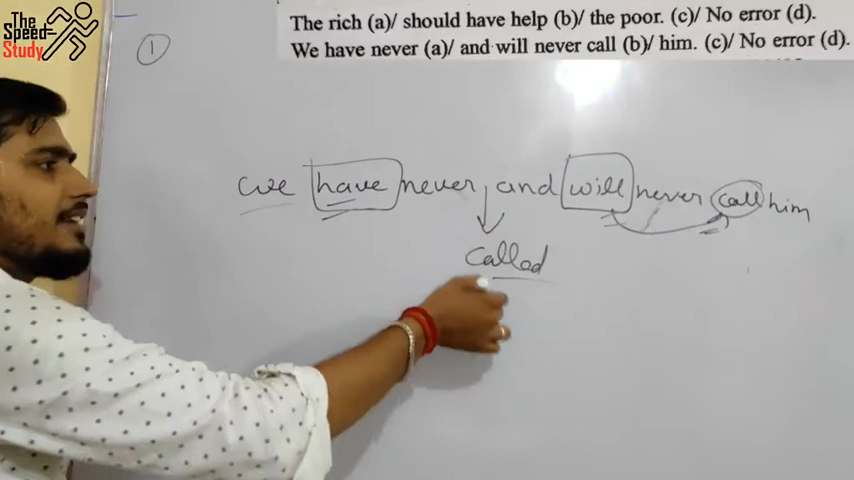 The
Speed-
Study
The rich (a)/ should have help (b)/ the poor. (c)/ No error (d).
We have never (a)/ and will never call (b)/ him. (c)/ No error (d).
1
we have never, and will never call him
called